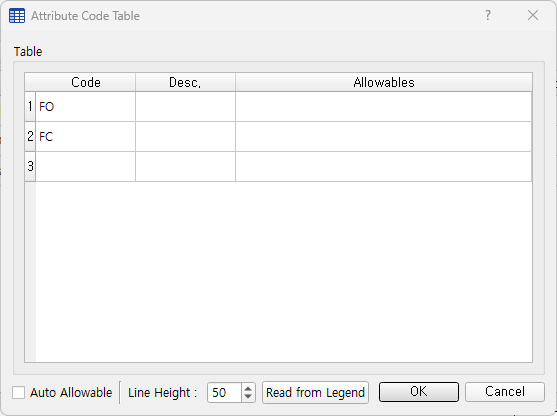 Attribute Code Table
?
Table
Code Desc. Allowables
1 FO
2 FC
3
Auto Allowable Line Height : 50 Read from Legend OK Cancel